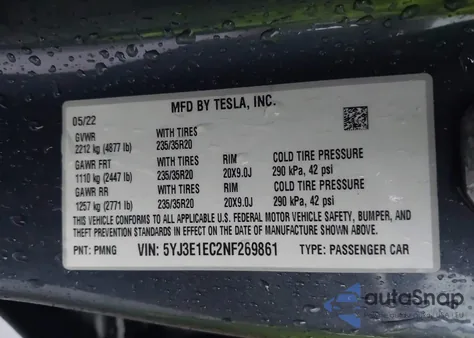 MFD BY TESLA, INC.
05/22
GVWR WITH TIRES
2212 kg (4877 lb) 235/35R20
GAWR FRT WITH TIRES RIM COLD TIRE PRESSURE
1110 kg (2447 lb) 235/35R20 20X9.0J 290 kPa, 42 psi
GAWR RR WITH TIRES RIM COLD TIRE PRESSURE
1257 kg (2771 lb) 235/35R20 20X9.0J 290 kPa, 42 psi
THIS VEHICLE CONFORMS TO ALL APPLICABLE U.S. FEDERAL MOTOR VEHICLE SAFETY, BUMPER, AND
THEFT PREVENTION STANDARDS IN EFFECT ON THE DATE OF MANUFACTURE SHOWN ABOVE.
PNT: PMNG VIN: 5YJ3E1EC2NF269861 TYPE: PASSENGER CAR
autoSnap